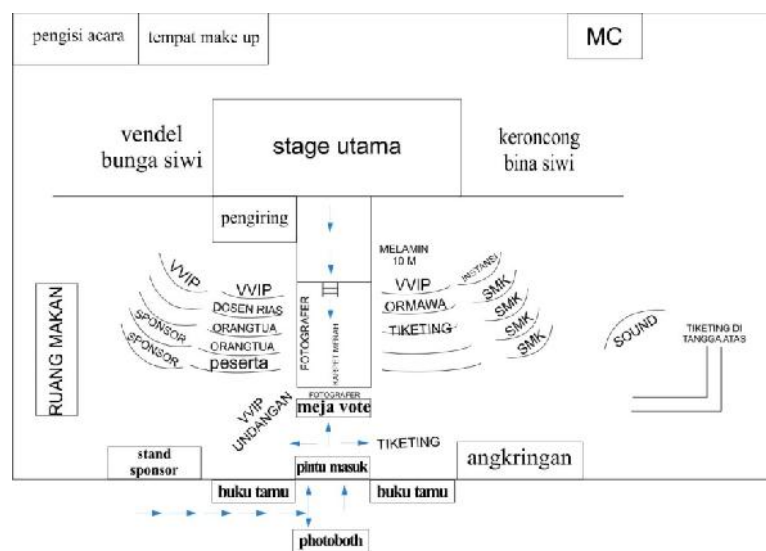 pengisi acara
tempat make up
MC
vendel
bunga siwi
stage utama
keroncong
bina siwi
pengiring
MELAMIN
10 M
VVIP
VVIP
VVIP
INSTANSI
DOSEN RIAS
ORMAWA
SMK
SPONSOR
ORANGTUA
TIKETING
SMK
SPONSOR
ORANGTUA
SMK
peserta
SMK
FOTOGRAFER
KARPET MERAH
RUANG MAKAN
SOUND
TIKETING DI
TANGGA ATAS
FOTOGRAFER
meja vote
VVIP
UNDANGAN
TIKETING
stand
sponsor
pintu masuk
angkringan
buku tamu
buku tamu
photoboth